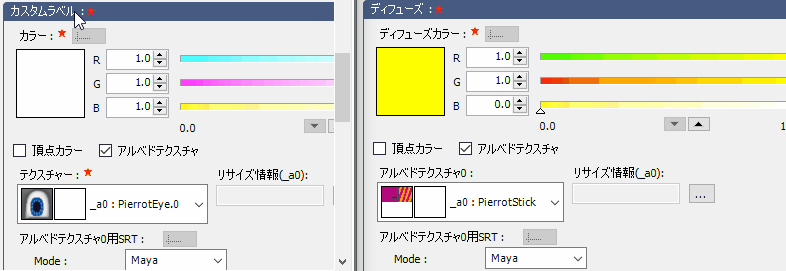 カスタムラベル :★
カラー : ★
R 1.0
G 1.0
B 1.0
0.0
頂点カラー アルベドテクスチャ
テクスチャー : ★ リサイズ情報(_a0):
_a0 : PierrotEye.0
アルベドテクスチャ0用SRT :
Mode : Maya
ディフューズ : ★
ディフューズカラー : ★
R 1.0
G 1.0
B 0.0
0.0 1
頂点カラー アルベドテクスチャ
アルベドテクスチャ0 : リサイズ情報(_a0):
_a0 : PierrotStick ...
アルベドテクスチャ0用SRT :
Mode : Maya